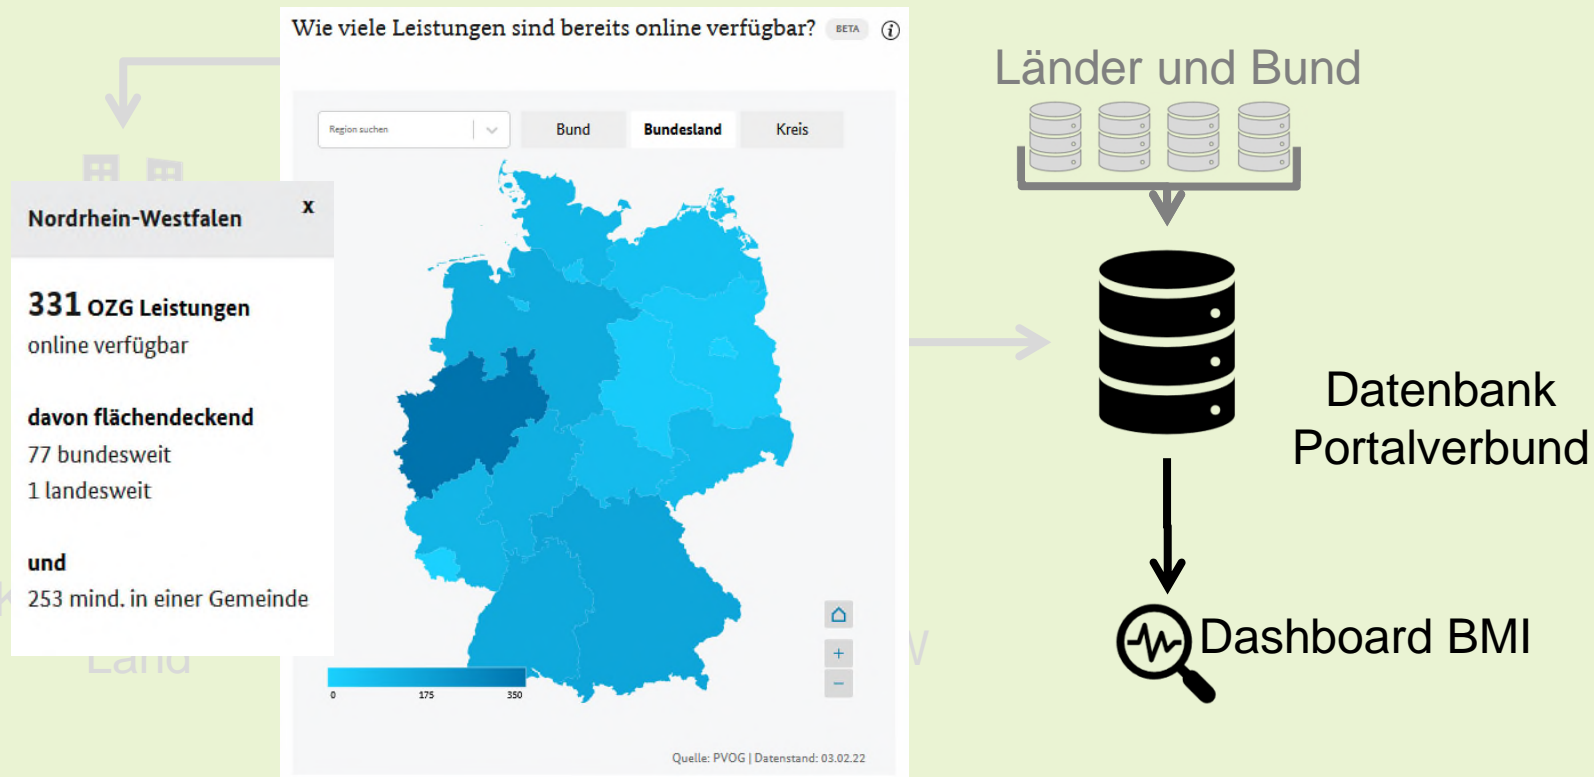 Wie viele Leistungen sind bereits online verfügbar? BETA i
Region suchen
Bund
Bundesland
Kreis
Nordrhein-Westfalen x
331 OZG Leistungen
online verfügbar
davon flächendeckend
77 bundesweit
1 landesweit
und
253 mind. in einer Gemeinde
Land
0 175 350
+
−
Quelle: PVOG | Datenstand: 03.02.22
Länder und Bund
Datenbank
Portalverbund
Dashboard BMI